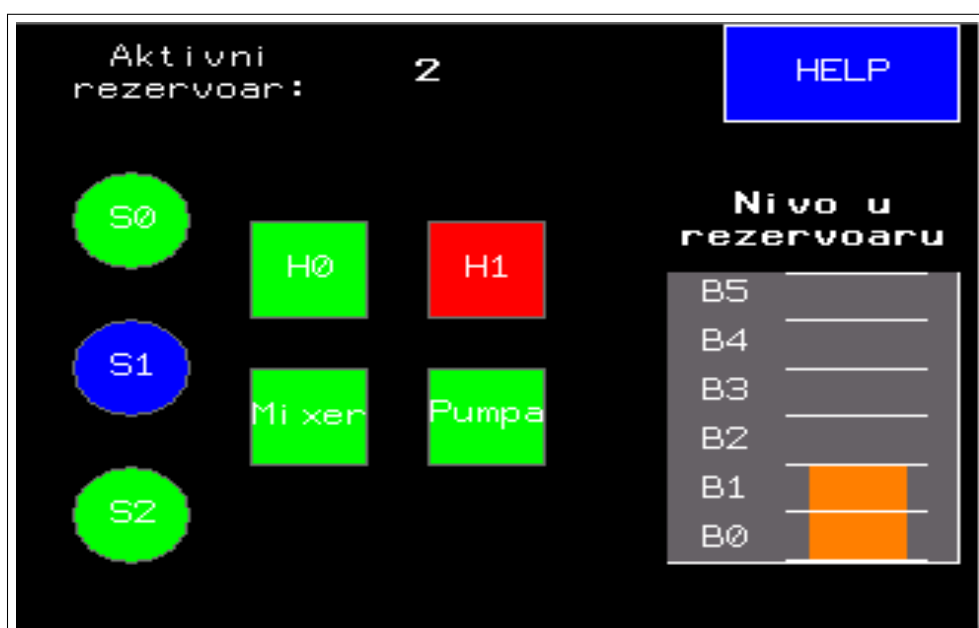 Aktivni
rezervoar:
2
HELP
S0
S1
S2
H0
H1
Mixer
Pumpa
Nivo u
rezervoaru
B5
B4
B3
B2
B1
B0